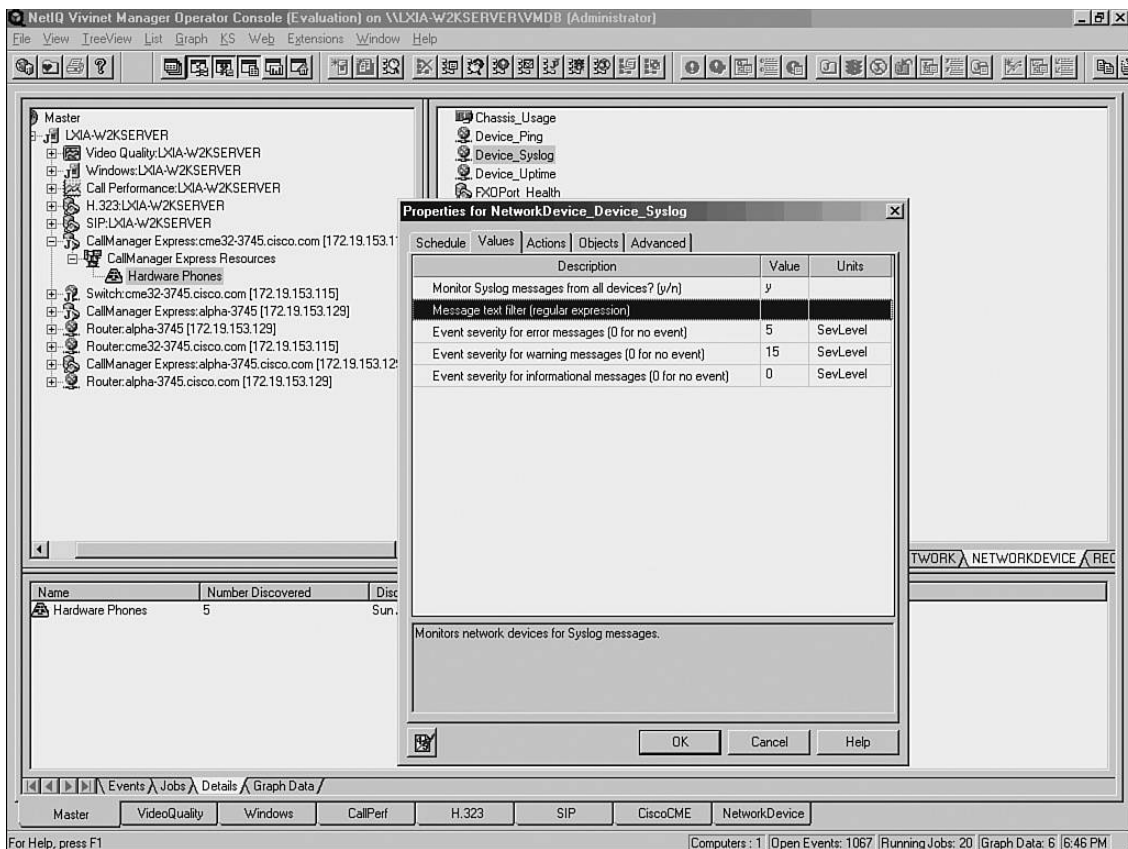 NetIQ Vivinet Manager Operator Console (Evaluation) on \\LXIA-W2KSERVER\VMDB (Administrator)
File View TreeView List Graph KS Web Extensions Window Help
Master
LXIA-W2KSERVER
Video Quality:LXIA-W2KSERVER
Windows:LXIA-W2KSERVER
Call Performance:LXIA-W2KSERVER
H.323:LXIA-W2KSERVER
SIP:LXIA-W2KSERVER
CallManager Express:cme32-3745.cisco.com [172.19.153.11
CallManager Express Resources
Hardware Phones
Switch:cme32-3745.cisco.com [172.19.153.115]
CallManager Express:alpha-3745 [172.19.153.129]
Router:alpha-3745 [172.19.153.129]
Router:cme32-3745.cisco.com [172.19.153.115]
CallManager Express:alpha-3745.cisco.com [172.19.153.12
Router:alpha-3745.cisco.com [172.19.153.129]
Chassis_Usage
Device_Ping
Device_Syslog
Device_Uptime
FXOPort_Health
Properties for NetworkDevice_Device_Syslog
Schedule Values Actions Objects Advanced
Description Value Units
Monitor Syslog messages from all devices? (y/n) y
Message text filter (regular expression)
Event severity for error messages (0 for no event) 5 SevLevel
Event severity for warning messages (0 for no event) 15 SevLevel
Event severity for informational messages (0 for no event) 0 SevLevel
Monitors network devices for Syslog messages.
OK Cancel Help
TWORK NETWORKDEVICE REC
Name Number Discovered Disc
Hardware Phones 5 Sun
Events Jobs Details Graph Data
Master VideoQuality Windows CallPerf H.323 SIP CiscoCME NetworkDevice
For Help, press F1 Computers : 1 Open Events: 1067 Running Jobs: 20 Graph Data: 6 6:46 PM